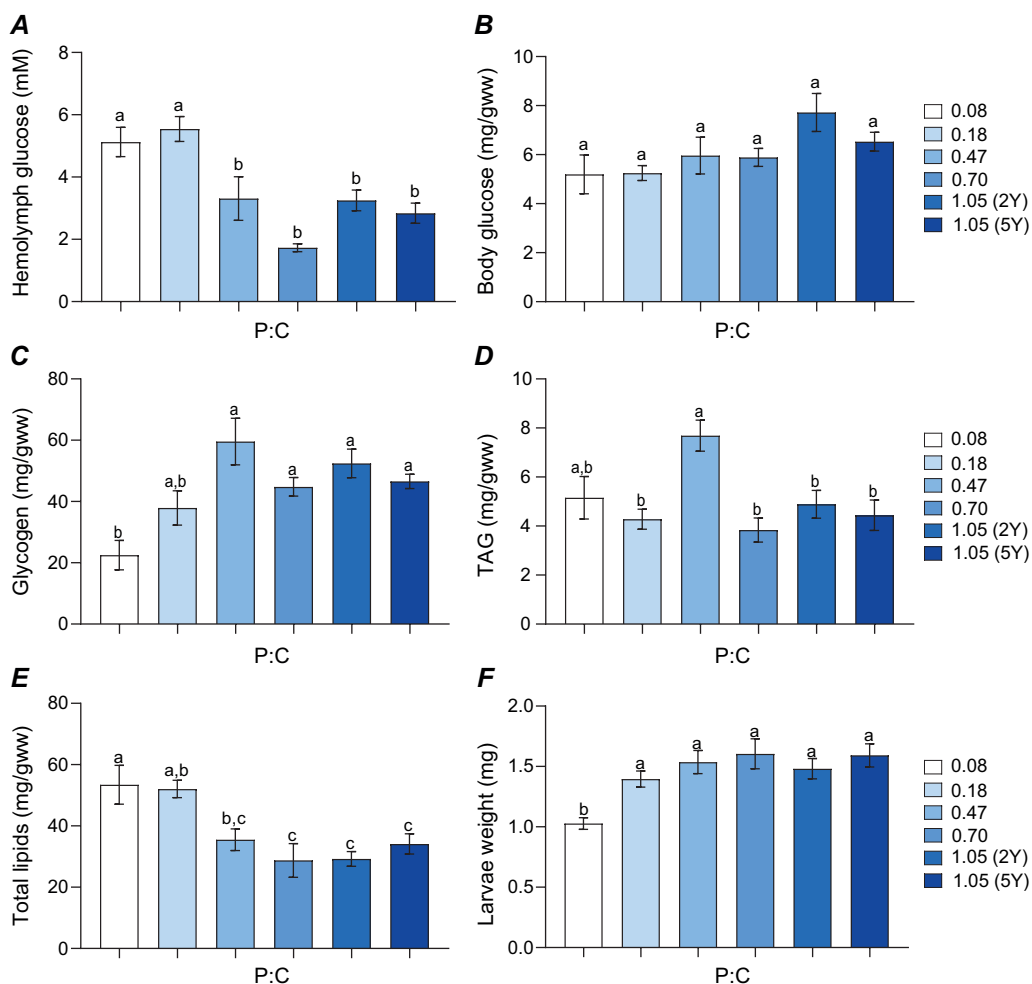 A
Hemolymph glucose (mM)
8
6
4
2
0
a
a
b
b
b
b
P:C
B
Body glucose (mg/gww)
10
8
6
4
2
0
a
a
a
a
a
a
P:C
0.08
0.18
0.47
0.70
1.05 (2Y)
1.05 (5Y)
C
Glycogen (mg/gww)
80
60
40
20
0
b
a,b
a
a
a
a
P:C
D
TAG (mg/gww)
10
8
6
4
2
0
a,b
b
a
b
b
b
P:C
0.08
0.18
0.47
0.70
1.05 (2Y)
1.05 (5Y)
E
Total lipids (mg/gww)
80
60
40
20
0
a
a,b
b,c
c
c
c
P:C
F
Larvae weight (mg)
2.0
1.5
1.0
0.5
0.0
b
a
a
a
a
a
P:C
0.08
0.18
0.47
0.70
1.05 (2Y)
1.05 (5Y)